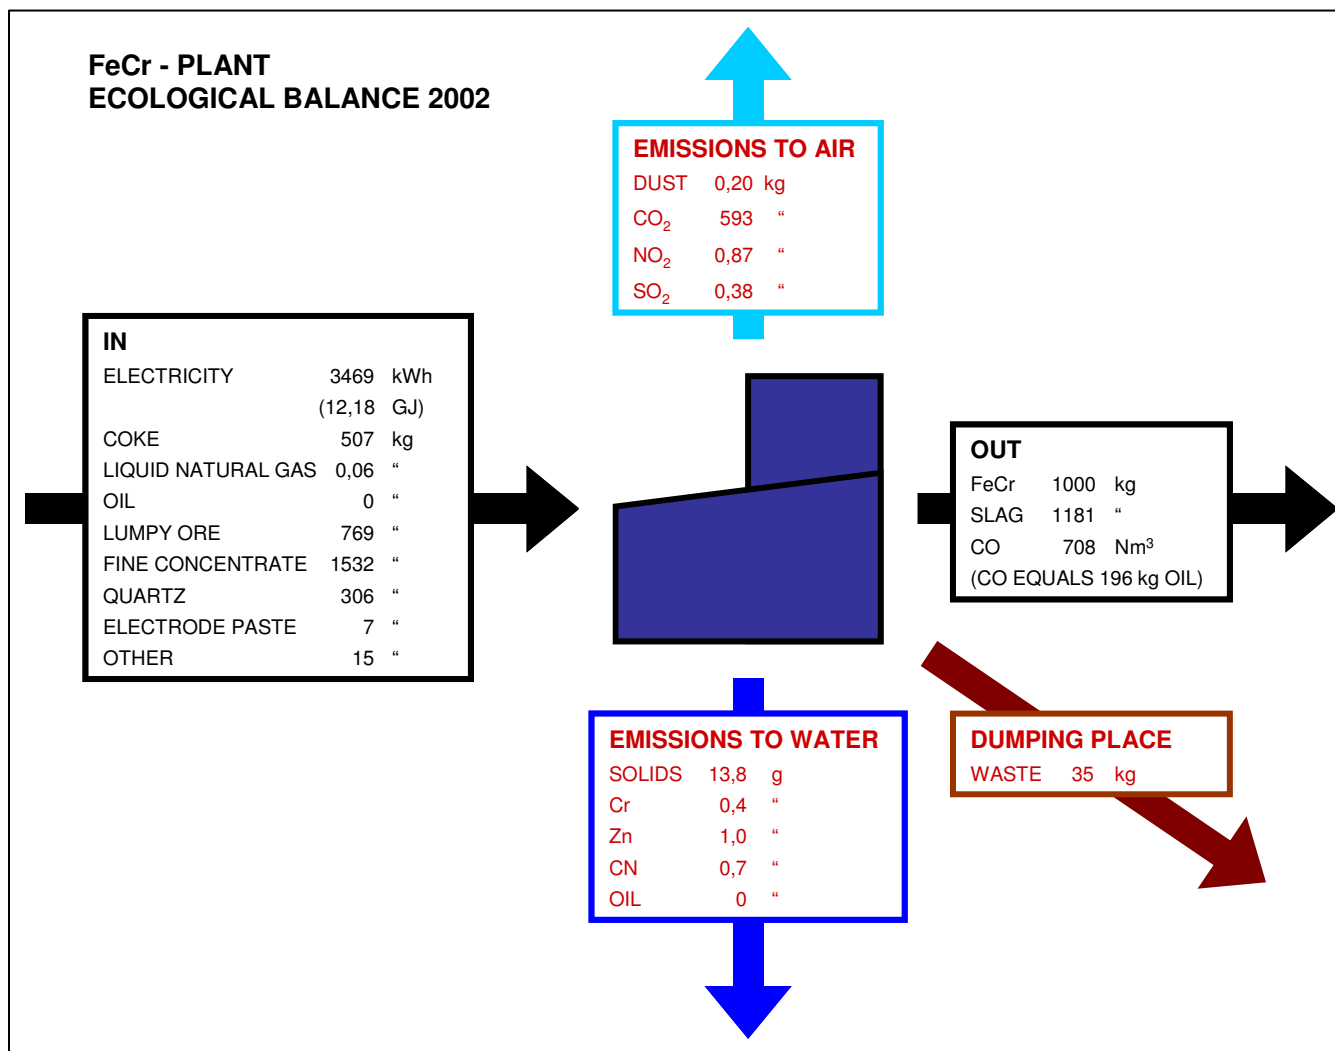 FeCr - PLANT
ECOLOGICAL BALANCE 2002
EMISSIONS TO AIR
DUST 0,20 kg
CO₂ 593 “
NO₂ 0,87 “
SO₂ 0,38 “
IN
ELECTRICITY 3469 kWh
(12,18 GJ)
COKE 507 kg
LIQUID NATURAL GAS 0,06 “
OIL 0 “
LUMPY ORE 769 “
FINE CONCENTRATE 1532 “
QUARTZ 306 “
ELECTRODE PASTE 7 “
OTHER 15 “
OUT
FeCr 1000 kg
SLAG 1181 “
CO 708 Nm³
(CO EQUALS 196 kg OIL)
EMISSIONS TO WATER
SOLIDS 13,8 g
Cr 0,4 “
Zn 1,0 “
CN 0,7 “
OIL 0 “
DUMPING PLACE
WASTE 35 kg